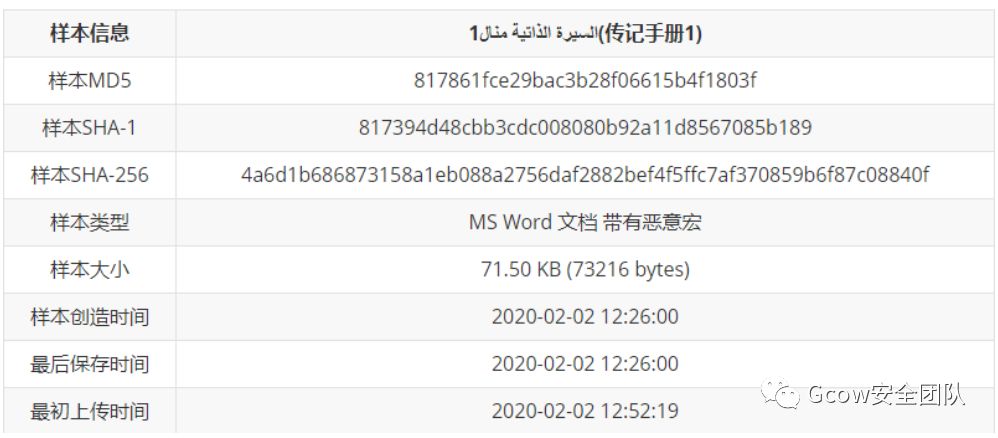 样本信息 السيرة الذاتية منال1(传记手册1)
样本MD5 817861fce29bac3b28f06615b4f1803f
样本SHA-1 817394d48cbb3cdc008080b92a11d8567085b189
样本SHA-256 4a6d1b686873158a1eb088a2756daf2882bef4f5ffc7af370859b6f87c08840f
样本类型 MS Word 文档 带有恶意宏
样本大小 71.50 KB (73216 bytes)
样本创造时间 2020-02-02 12:26:00
最后保存时间 2020-02-02 12:26:00
最初上传时间 2020-02-02 12:52:19
Gcow安全团队